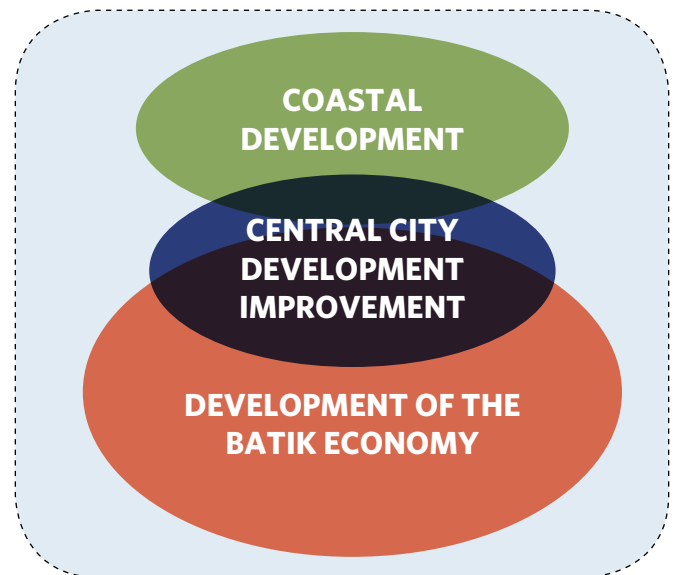 COASTAL
DEVELOPMENT
CENTRAL CITY
DEVELOPMENT
IMPROVEMENT
DEVELOPMENT OF THE
BATIK ECONOMY